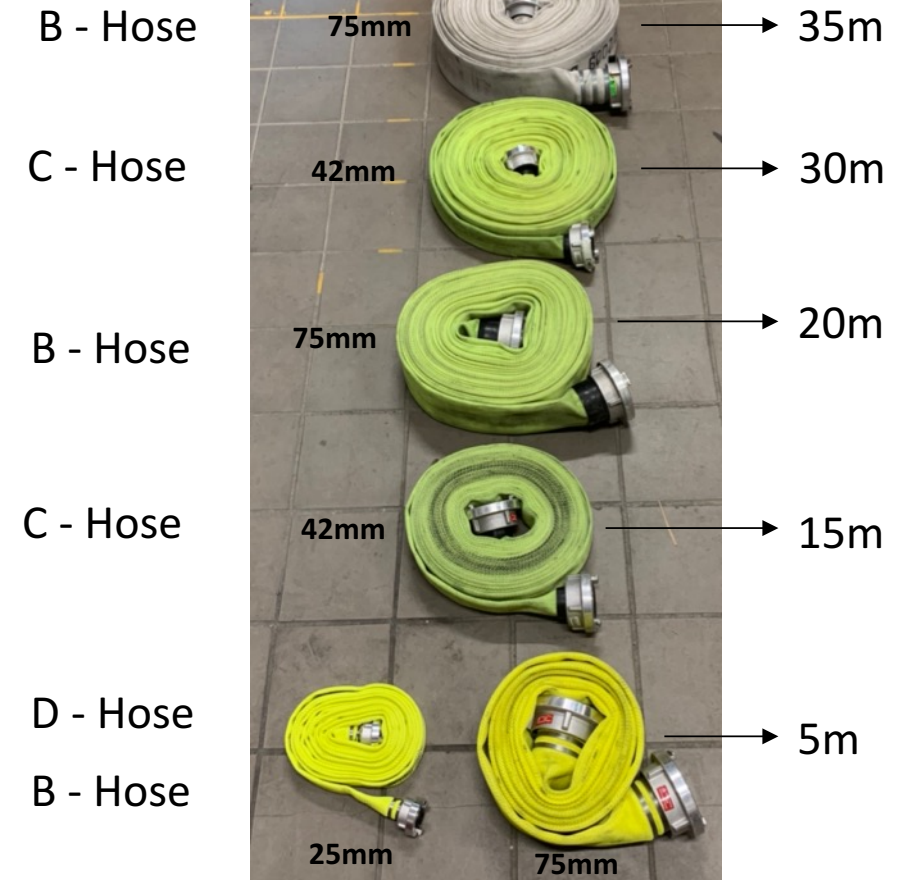 B - Hose 75mm 35m
C - Hose 42mm 30m
B - Hose 75mm 20m
C - Hose 42mm 15m
D - Hose
5m
B - Hose
25mm 75mm